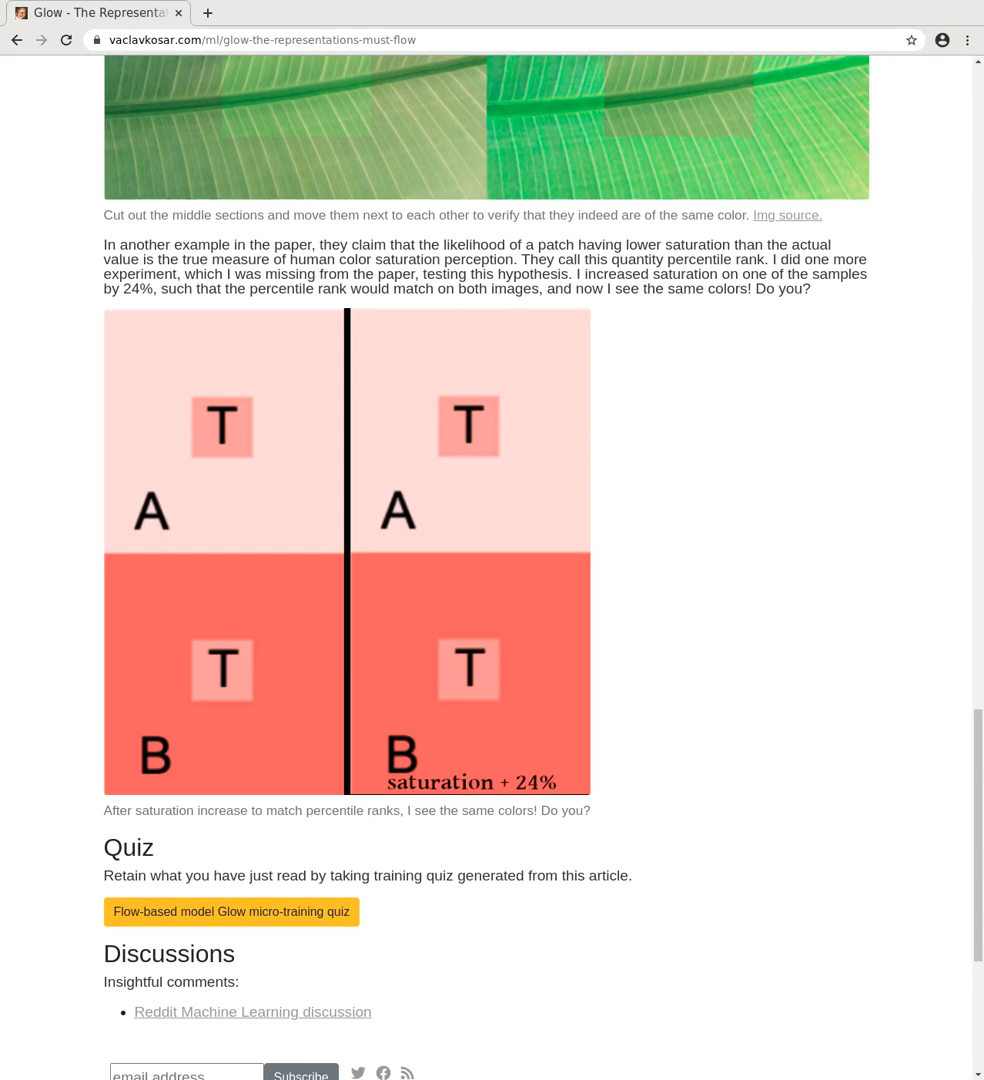 Glow - The Representat
vaclavkosar.com/ml/glow-the-representations-must-flow
Cut out the middle sections and move them next to each other to verify that they indeed are of the same color. Img source.
In another example in the paper, they claim that the likelihood of a patch having lower saturation than the actual
value is the true measure of human color saturation perception. They call this quantity percentile rank. I did one more
experiment, which I was missing from the paper, testing this hypothesis. I increased saturation on one of the samples
by 24%, such that the percentile rank would match on both images, and now I see the same colors! Do you?
T T
A A
T T
B B
saturation + 24%
After saturation increase to match percentile ranks, I see the same colors! Do you?
Quiz
Retain what you have just read by taking training quiz generated from this article.
Flow-based model Glow micro-training quiz
Discussions
Insightful comments:
• Reddit Machine Learning discussion
email address Subscribe